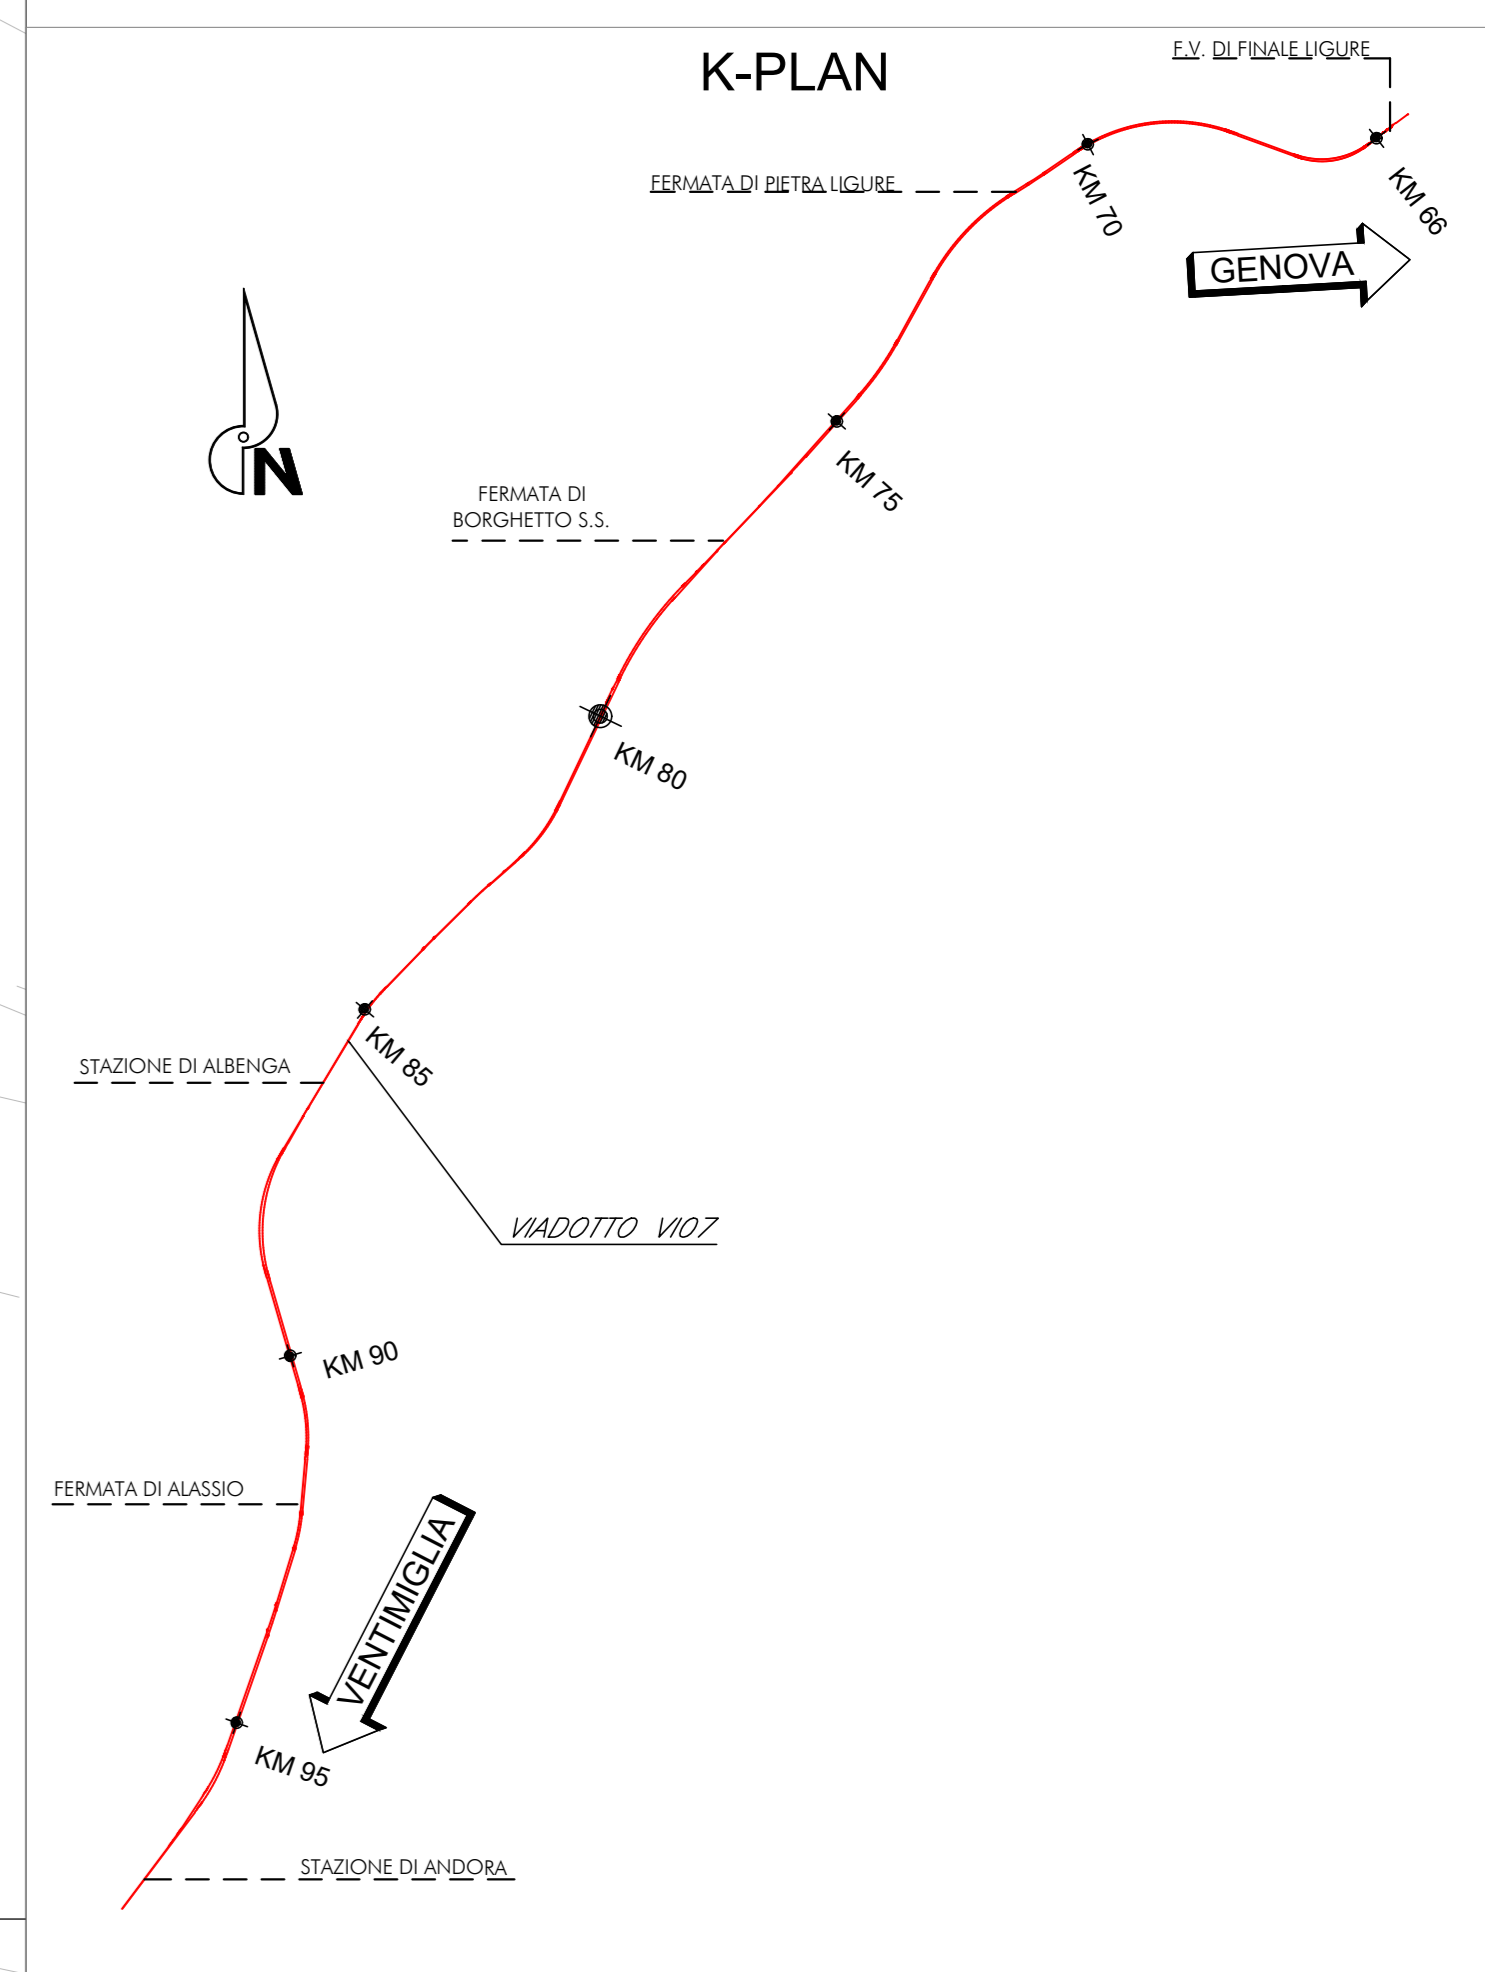 K-PLAN
F.V. DI FINALE LIGURE
FERMATA DI PIETRA LIGURE
KM 70
KM 66
GENOVA
N
KM 75
FERMATA DI
BORGHETTO S.S.
KM 80
KM 85
STAZIONE DI ALBENGA
VIADOTTO VI07
KM 90
FERMATA DI ALASSIO
VENTIMIGLIA
KM 95
STAZIONE DI ANDORA